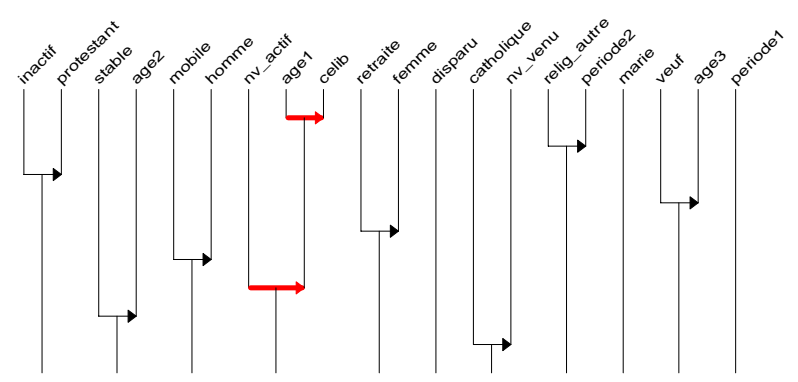 inactif
protestant
stable
age2
mobile
homme
nv_actif
age1
celib
retraite
femme
disparu
catholique
nv_venu
relig_autre
periode2
marie
veuf
age3
periode1